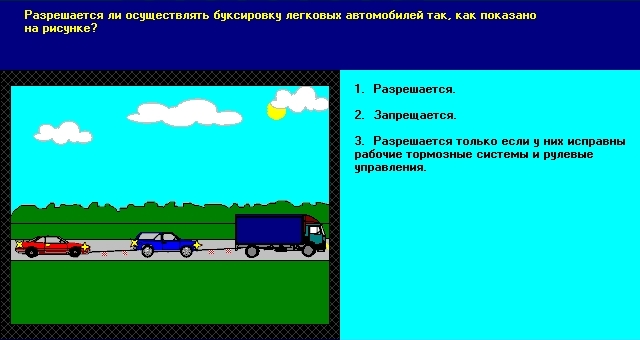 Разрешается ли осуществлять буксировку легковых автомобилей так, как показано
на рисунке?
1. Разрешается.
2. Запрещается.
3. Разрешается только если у них исправны
рабочие тормозные системы и рулевые
управления.